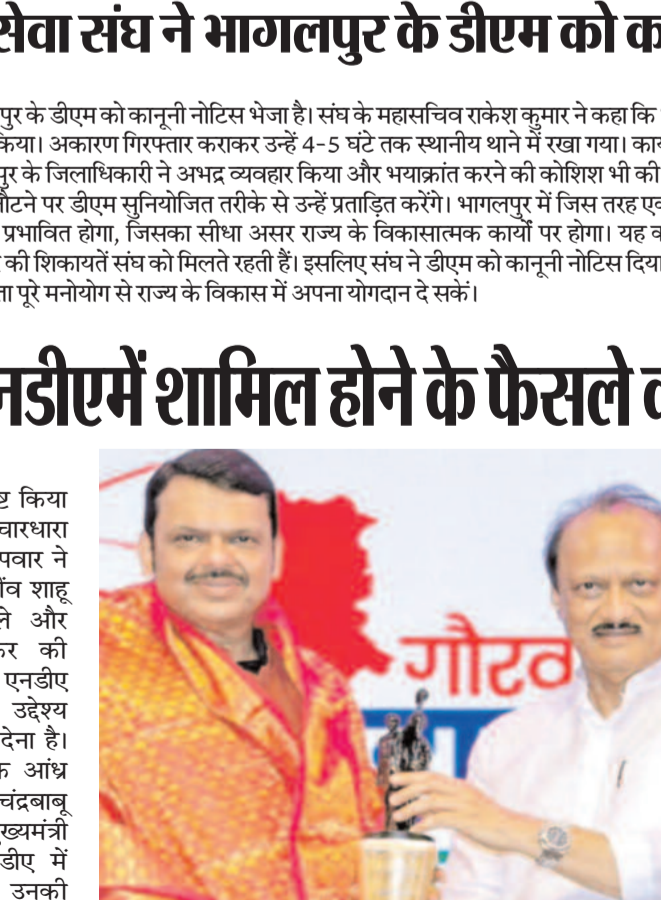 सेवा संघ ने भागलपुर के डीएम को क
पुर के डीएम को कानूनी नोटिस भेजा है। संघ के महासचिव राकेश कुमार ने कहा कि
किया। अकारण गिरफ्तार कराकर उन्हें 4-5 घंटे तक स्थानीय थाने में रखा गया। का
पुर के जिलाधिकारी ने अभद्र व्यवहार किया और भयाक्रांत करने की कोशिश भी की
ौटने पर डीएम सुनियोजित तरीके से उन्हें प्रताड़ित करेंगे। भागलपुर में जिस तरह ए
प्रभावित होगा, जिसका सीधा असर राज्य के विकासात्मक कार्यो पर होगा। यह व
की शिकायतें संघ को मिलते रहती हैं। इसलिए संघ ने डीएम को कानूनी नोटिस दिया
ा पूरे मनोयोग से राज्य के विकास में अपना योगदान दे सकें।
नडीएमें शामिल होने के फैसले
ष्ट किया
चारधारा
पवार ने
शाहू
और
की
एनडीए
उद्देश्य
देना है।
आंध्र
चंद्रबाबू
ख्यमंत्री
डीए में
उनकी
गौरव